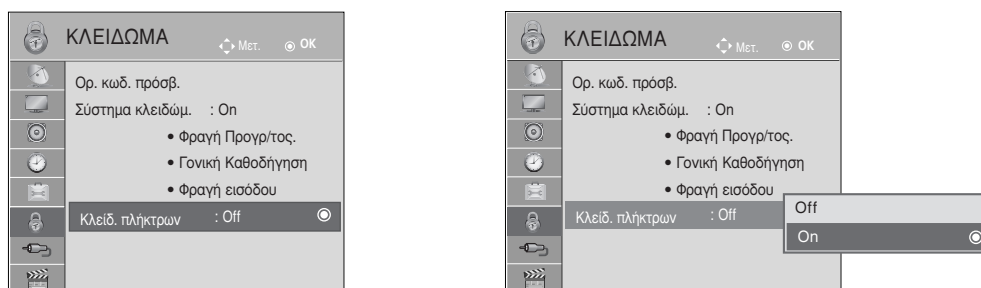 ΚΛΕΙΔΩΜΑ Μετ. OK
Ορ. κωδ. πρόσβ.
Σύστημα κλειδώμ. : On
• Φραγή Προγρ/τος.
• Γονική Καθοδήγηση
• Φραγή εισόδου
Κλείδ. πλήκτρων : Off
ΚΛΕΙΔΩΜΑ Μετ. OK
Ορ. κωδ. πρόσβ.
Σύστημα κλειδώμ. : On
• Φραγή Προγρ/τος.
• Γονική Καθοδήγηση
• Φραγή εισόδου
Κλείδ. πλήκτρων : Off
Off
On